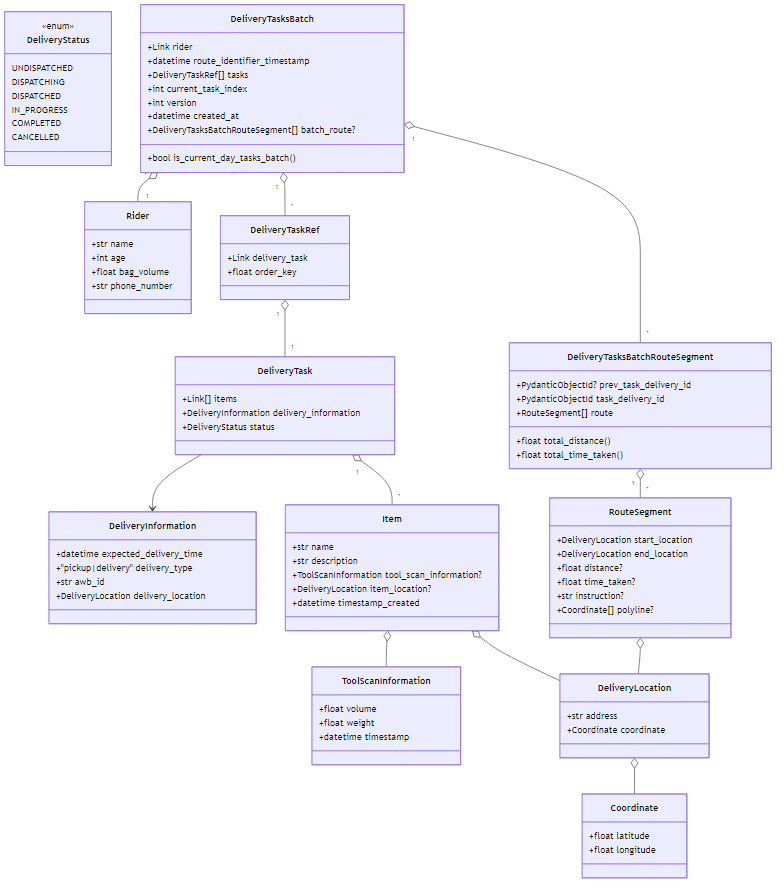 «enum»
DeliveryStatus
UNDISPATCHED
DISPATCHING
DISPATCHED
IN_PROGRESS
COMPLETED
CANCELLED
DeliveryTasksBatch
+Link rider
+datetime route_identifier_timestamp
+DeliveryTaskRef[] tasks
+int current_task_index
+int version
+datetime created_at
+DeliveryTasksBatchRouteSegment[] batch_route?
+bool is_current_day_tasks_batch()
1
1
1
*
Rider
+str name
+int age
+float bag_volume
+str phone_number
DeliveryTaskRef
+Link delivery_task
+float order_key
1
1
*
DeliveryTask
+Link[] items
+DeliveryInformation delivery_information
+DeliveryStatus status
DeliveryTasksBatchRouteSegment
+PydanticObjectId? prev_task_delivery_id
+PydanticObjectId task_delivery_id
+RouteSegment[] route
+float total_distance()
+float total_time_taken()
1
*
1
*
DeliveryInformation
+datetime expected_delivery_time
+"pickup|delivery" delivery_type
+str awb_id
+DeliveryLocation delivery_location
Item
+str name
+str description
+ToolScanInformation tool_scan_information?
+DeliveryLocation item_location?
+datetime timestamp_created
RouteSegment
+DeliveryLocation start_location
+DeliveryLocation end_location
+float distance?
+float time_taken?
+str instruction?
+Coordinate[] polyline?
ToolScanInformation
+float volume
+float weight
+datetime timestamp
DeliveryLocation
+str address
+Coordinate coordinate
Coordinate
+float latitude
+float longitude